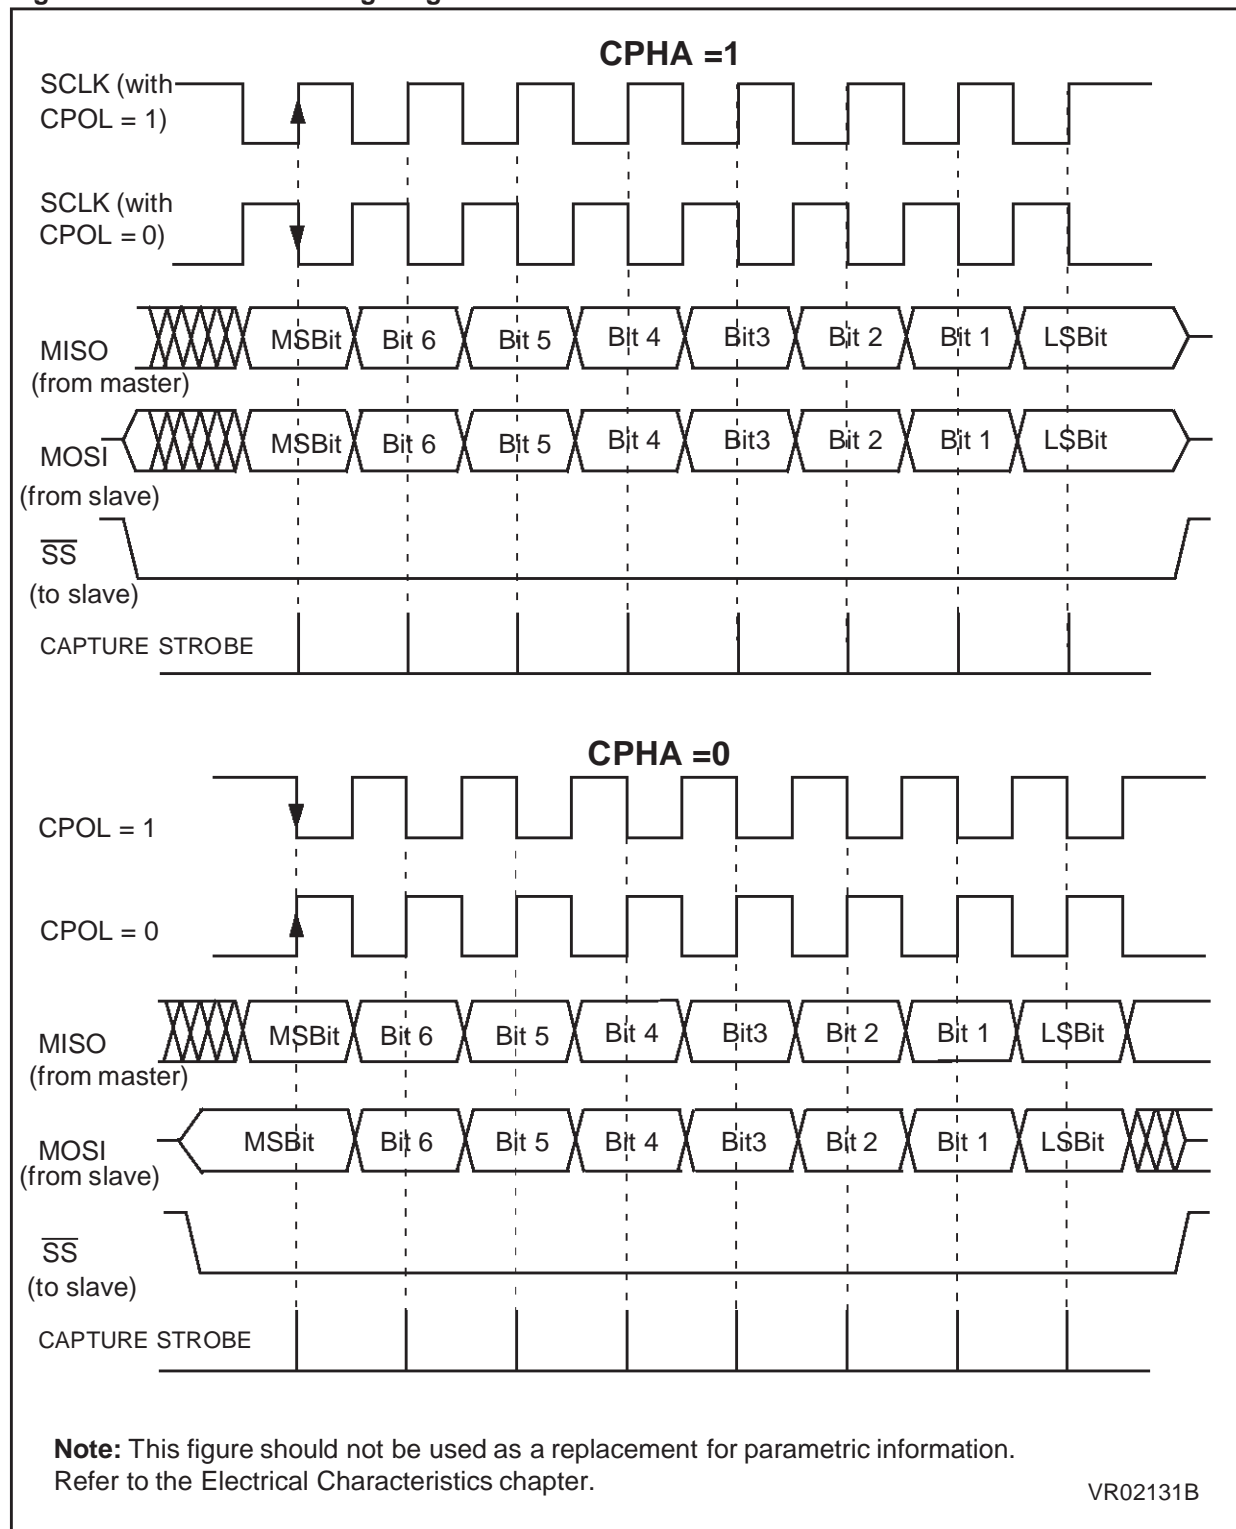 CPHA =1
SCLK (with
CPOL = 1)
SCLK (with
CPOL = 0)
MISO
(from master)
MSBit Bit 6 Bit 5 Bit 4 Bit3 Bit 2 Bit 1 LSBit
MOSI
(from slave)
MSBit Bit 6 Bit 5 Bit 4 Bit3 Bit 2 Bit 1 LSBit
SS
(to slave)
CAPTURE STROBE
CPHA =0
CPOL = 1
CPOL = 0
MISO
(from master)
MSBit Bit 6 Bit 5 Bit 4 Bit3 Bit 2 Bit 1 LSBit
MOSI
(from slave)
MSBit Bit 6 Bit 5 Bit 4 Bit3 Bit 2 Bit 1 LSBit
SS
(to slave)
CAPTURE STROBE
Note: This figure should not be used as a replacement for parametric information.
Refer to the Electrical Characteristics chapter.
VR02131B